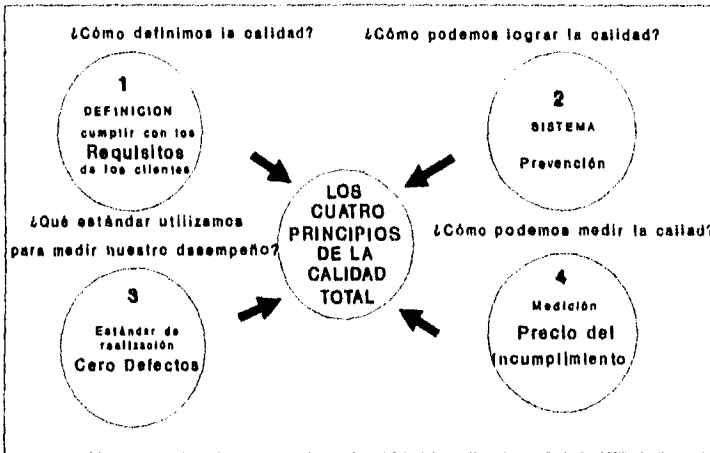 ¿Cómo definimos la calidad?
1
DEFINICION
cumplir con los
Requisitos
de los clientes
¿Cómo podemos lograr la calidad?
2
SISTEMA
Prevención
LOS
CUATRO
PRINCIPIOS
DE LA
CALIDAD
TOTAL
¿Qué estándar utilizamos
para medir nuestro desempeño?
3
Estándar de
realización
Cero Defectos
¿Cómo podemos medir la caliad?
4
Medición
Precio del
Incumplimiento